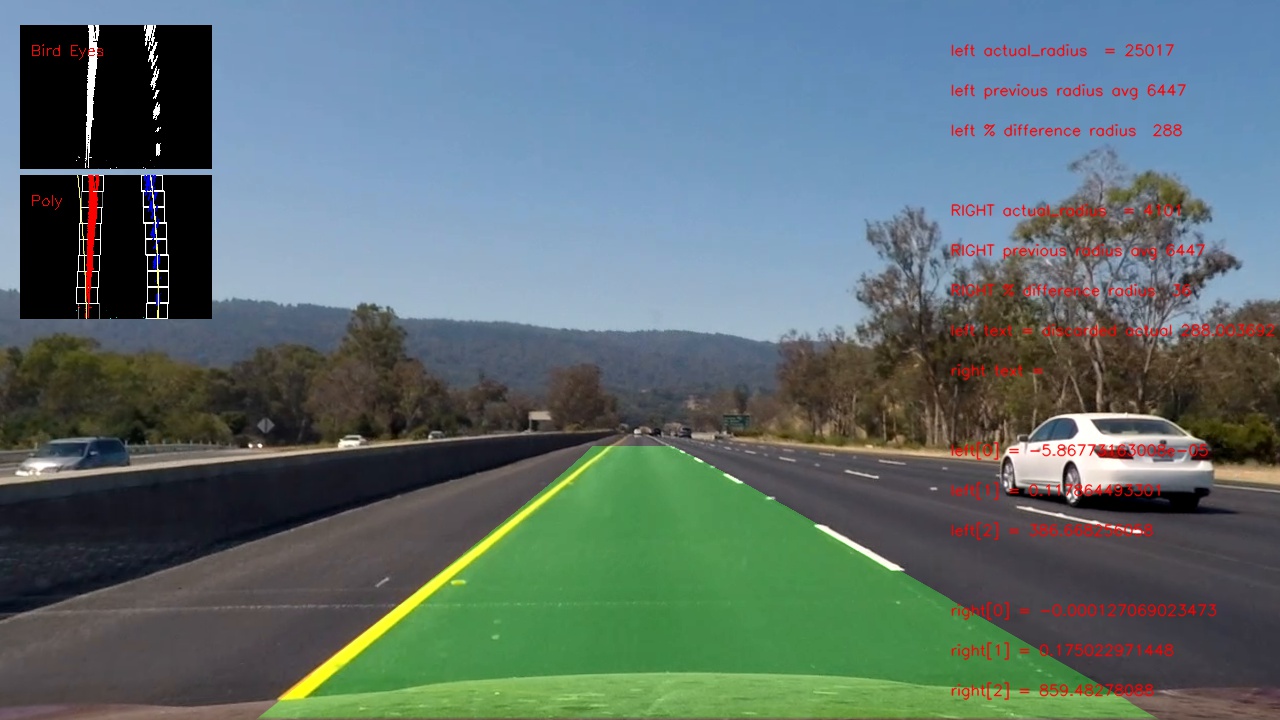 Bird Eyes
Poly
left actual_radius = 25017
left previous radius avg 6447
left % difference radius 288
RIGHT actual_radius = 4101
RIGHT previous radius avg 6447
RIGHT % difference radius 36
left text = discarded actual 288.003692
right text =
left[0] = -5.86773163008e-05
left[1] = 0.117864493301
left[2] = 386.668256058
right[0] = -0.000127069023473
right[1] = 0.175022971448
right[2] = 859.48278088